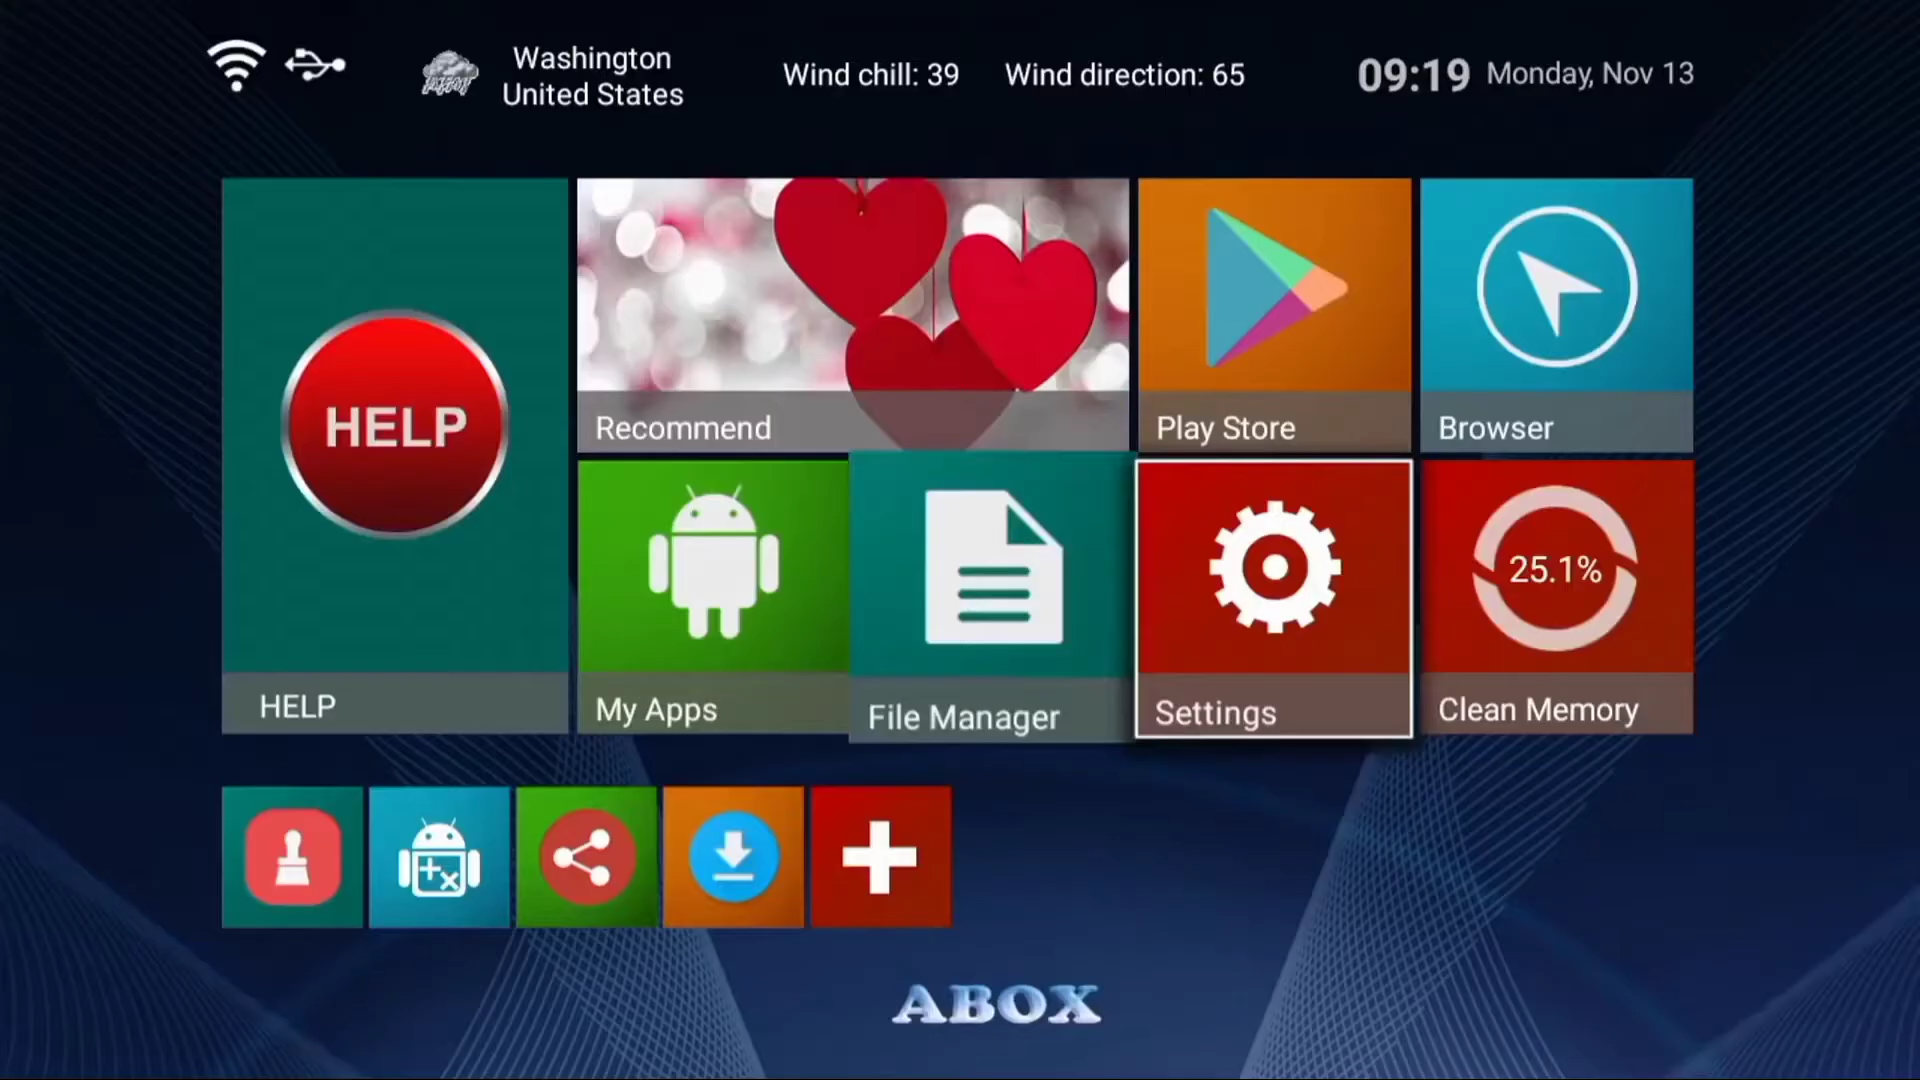 Washington
United States
Wind chill: 39
Wind direction: 65
09:19 Monday, Nov 13
HELP
HELP
Recommend
Play Store
Browser
My Apps
File Manager
Settings
25.1%
Clean Memory
+x
ABOX